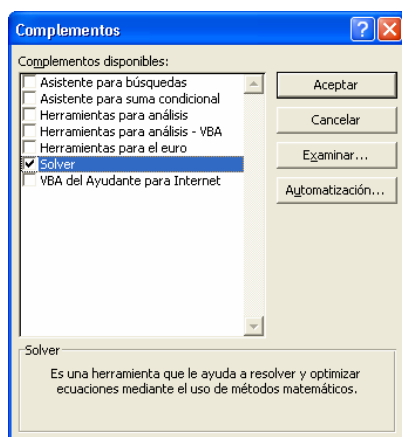 Complementos
Complementos disponibles:
Asistente para búsquedas
Asistente para suma condicional
Herramientas para análisis
Herramientas para análisis - VBA
Herramientas para el euro
Solver
VBA del Ayudante para Internet
Aceptar
Cancelar
Examinar...
Automatización...
Solver
Es una herramienta que le ayuda a resolver y optimizar
ecuaciones mediante el uso de métodos matemáticos.